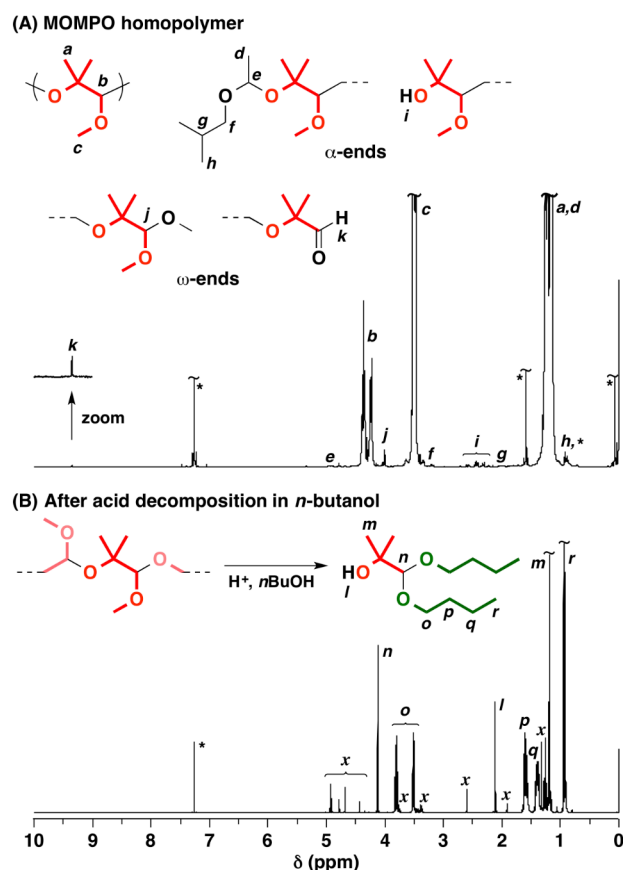 (A) MOMPO homopolymer
a
b
O
O
c
d
e
O
O
O
g
f
h
HO
i
O
α-ends
j
O
O
O
O
H
k
O
ω-ends
k
zoom
*
e
b
j
c
f
i
g
*
a,d
h,*
*
(B) After acid decomposition in n-butanol
O
O
O
O
H+, nBuOH
m
n
HO
l
O
O
o
p
q
r
*
x
n
o
x
x
l
x
x
p
q
x
m
r
10 9 8 7 6 5 4 3 2 1 0
δ (ppm)